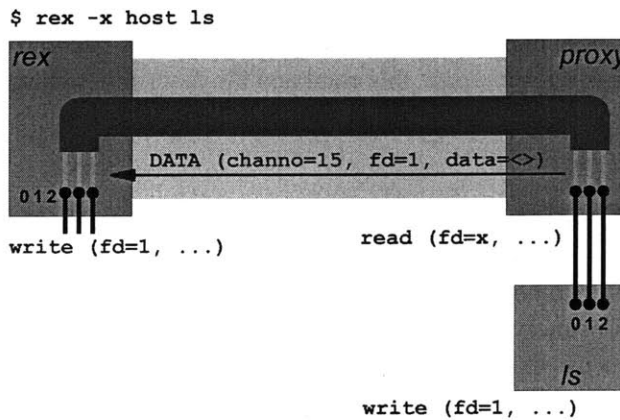 $ rex -x host ls
rex
proxy
DATA (channo=15, fd=1, data=<>)
0 1 2
write (fd=1, ...)
read (fd=x, ...)
0 1 2
ls
write (fd=1, ...)